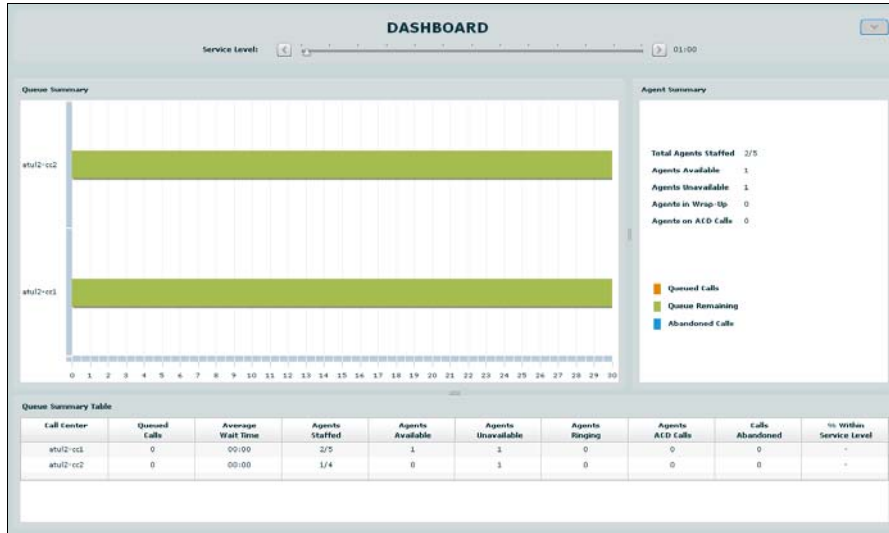 DASHBOARD
Service Level: 01:00
Queue Summary
atul2-cc2
atul2-cc1
0 1 2 3 4 5 6 7 8 9 10 11 12 13 14 15 16 17 18 19 20 21 22 23 24 25 26 27 28 29 30
Agent Summary
Total Agents Staffed 2/5
Agents Available 1
Agents Unavailable 1
Agents in Wrap-Up 0
Agents on ACD Calls 0
Queued Calls
Queue Remaining
Abandoned Calls
Queue Summary Table
Call Center Queued Calls Average Wait Time Agents Staffed Agents Available Agents Unavailable Agents Ringing Agents ACD Calls Calls Abandoned % Within Service Level
atul2-cc1 0 00:00 2/5 1 1 0 0 0 -
atul2-cc2 0 00:00 1/4 0 1 0 0 0 -